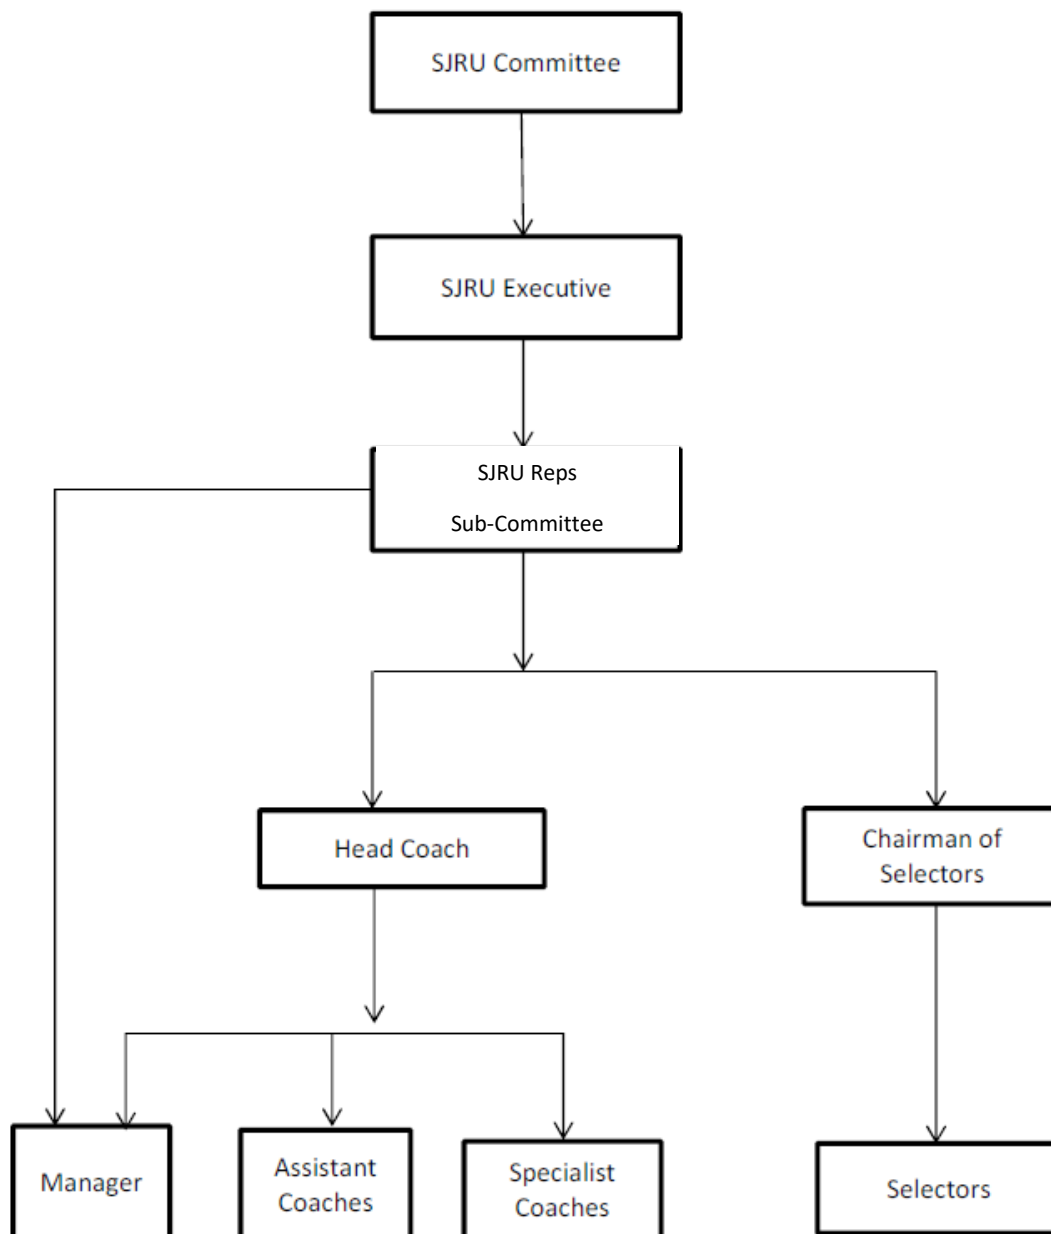 SJRU Committee
SJRU Executive
SJRU Reps
Sub-Committee
Head Coach
Chairman of
Selectors
Manager
Assistant
Coaches
Specialist
Coaches
Selectors